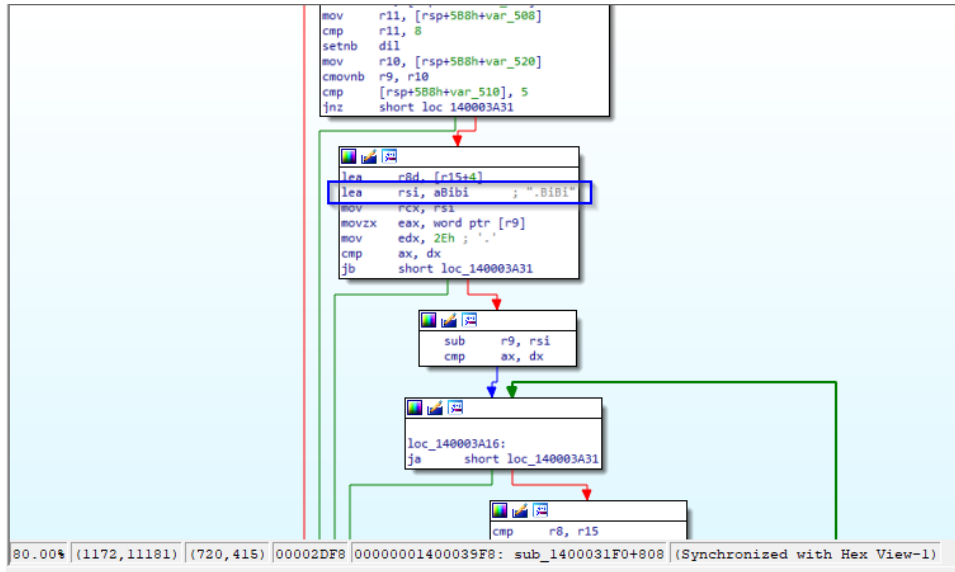 mov r11, [rsp+5B8h+var_508]
cmp r11, 8
setnb dil
mov r10, [rsp+5B8h+var_520]
cmovnb r9, r10
cmp [rsp+5B8h+var_510], 5
jnz short loc_140003A31
lea r8d, [r15+4]
lea rsi, aBibi ; ".BiBi"
mov rcx, rsi
movzx eax, word ptr [r9]
mov edx, 2Eh ; '.'
cmp ax, dx
jb short loc_140003A31
sub r9, rsi
cmp ax, dx
loc_140003A16:
ja short loc_140003A31
cmp r8, r15
80.00% (1172,11181) (720,415) 00002DF8 00000001400039F8: sub_1400031F0+808 (Synchronized with Hex View-1)